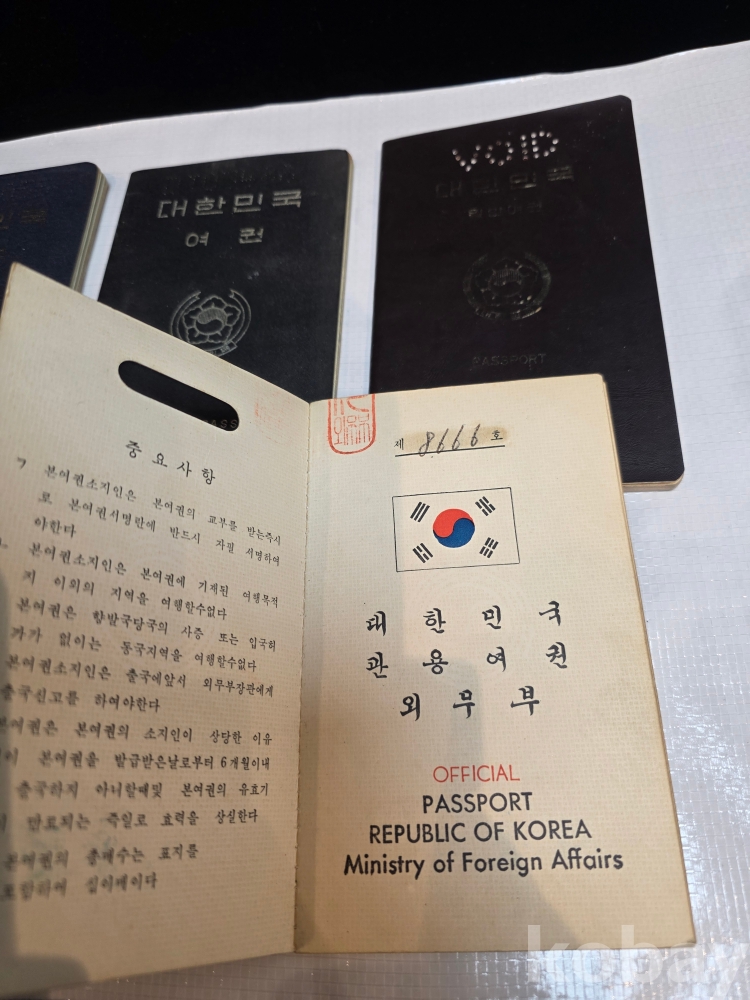 VOID
대한민국
여권
대한민국
PASSPORT
중요사항
ㄱ 본여권소지인은 본여권의 교부를 받는즉시
로 본여권서명란에 반드시 자필 서명하여
야한다
본여권소지인은 본여권에 기재된 여행목적
지 이외의 지역을 여행할수없다
본여권은 향발국당국의 사증 또는 입국허
가가 없이는 동국지역을 여행할수없다
본여권소지인은 출국에앞서 외무부장관에게
출국신고를 하여야한다
본여권은 본여권의 소지인이 상당한 이유
없이 본여권을 발급받은날로부터 6개월이내
출국하지 아니할때및 본여권의 유효기
만료되는 즉일로 효력을 상실한다
본여권의 총매수는 표지를
포함하여 십이매이다
제 8666 호
대한민국
관용여권
외무부
OFFICIAL
PASSPORT
REPUBLIC OF KOREA
Ministry of Foreign Affairs
kobay